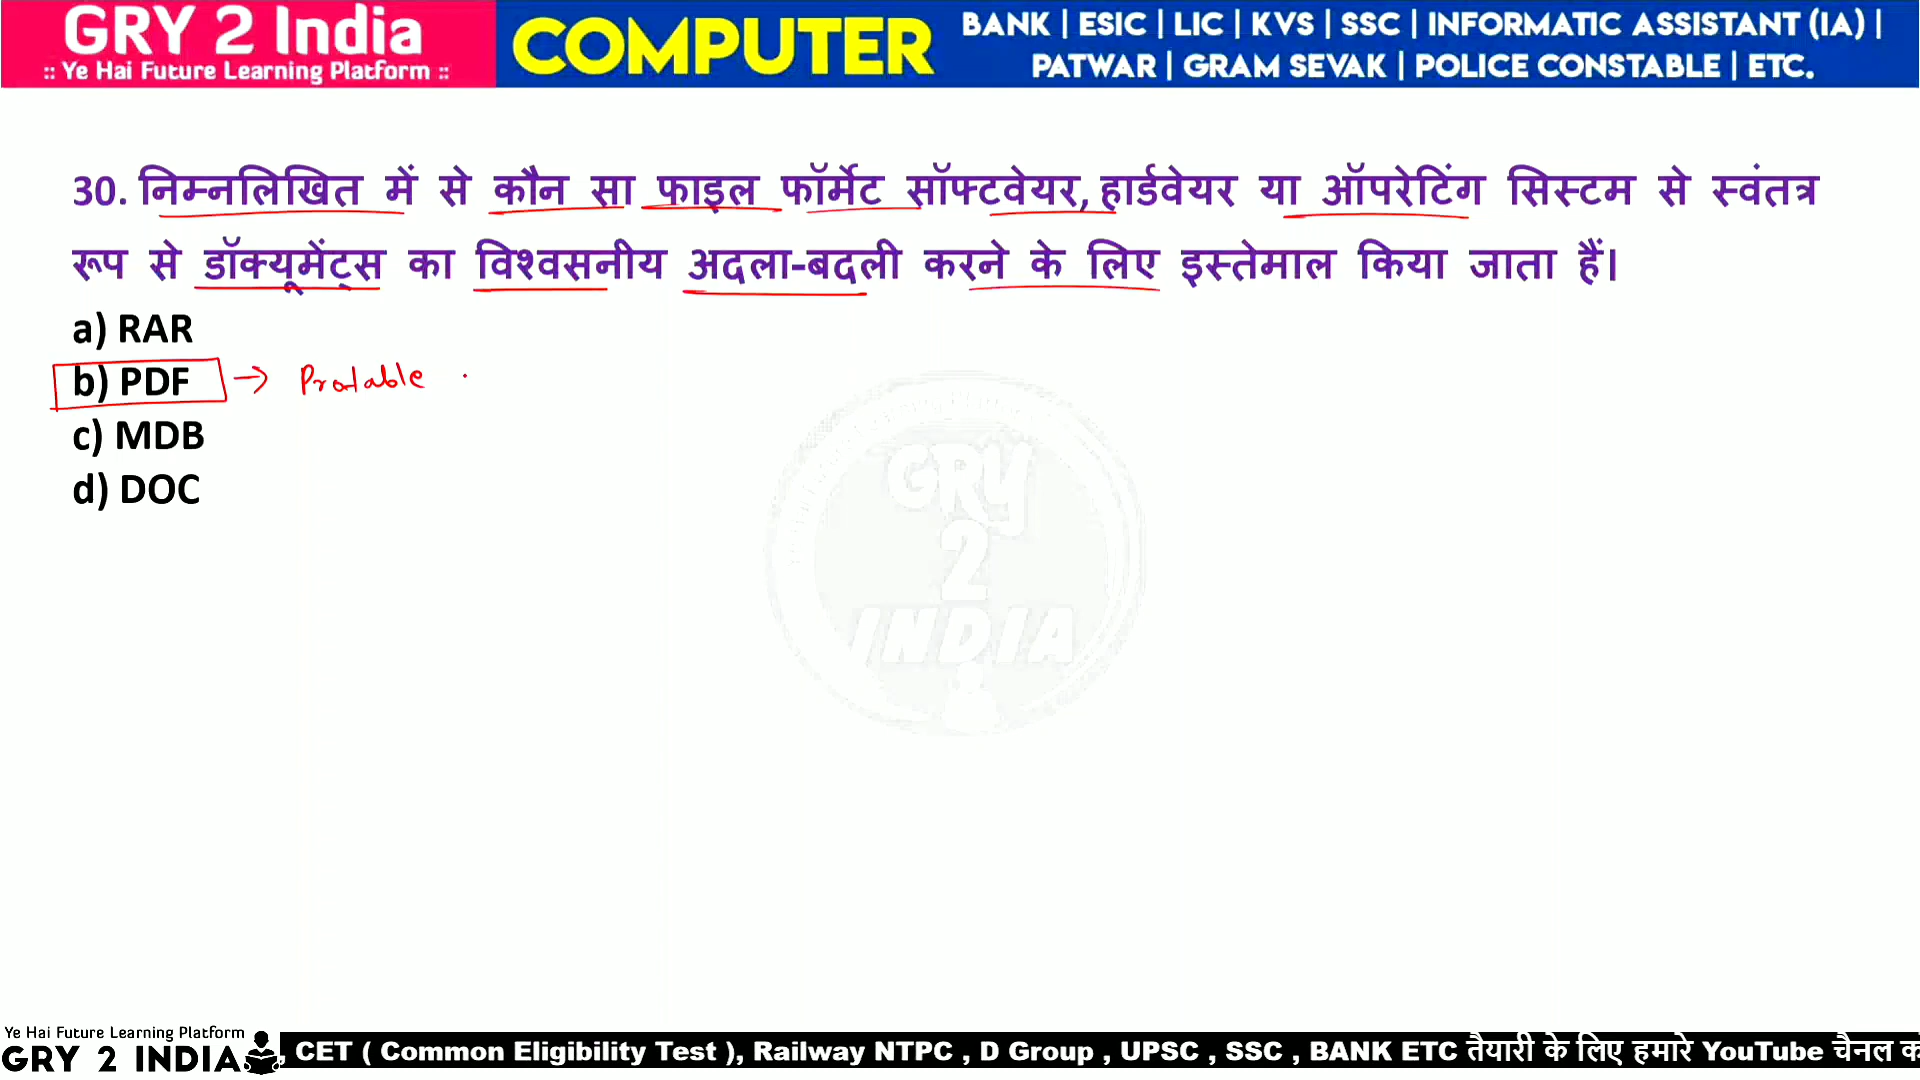 GRY 2 India
:: Ye Hai Future Learning Platform ::
COMPUTER
BANK | ESIC | LIC | KVS | SSC | INFORMATIC ASSISTANT (IA) |
PATWAR | GRAM SEVAK | POLICE CONSTABLE | ETC.
30. निम्नलिखित में से कौन सा फाइल फॉर्मेट सॉफ्टवेयर, हार्डवेयर या ऑपरेटिंग सिस्टम से स्वंतत्र
रूप से डॉक्यूमेंट्स का विश्वसनीय अदला-बदली करने के लिए इस्तेमाल किया जाता हैं।
a) RAR
b) PDF → Protable
c) MDB
d) DOC
GRY
2
INDIA
Ye Hai Future Learning Platform
GRY 2 INDIA
, CET ( Common Eligibility Test ), Railway NTPC , D Group , UPSC , SSC , BANK ETC तैयारी के लिए हमारे YouTube चैनल क